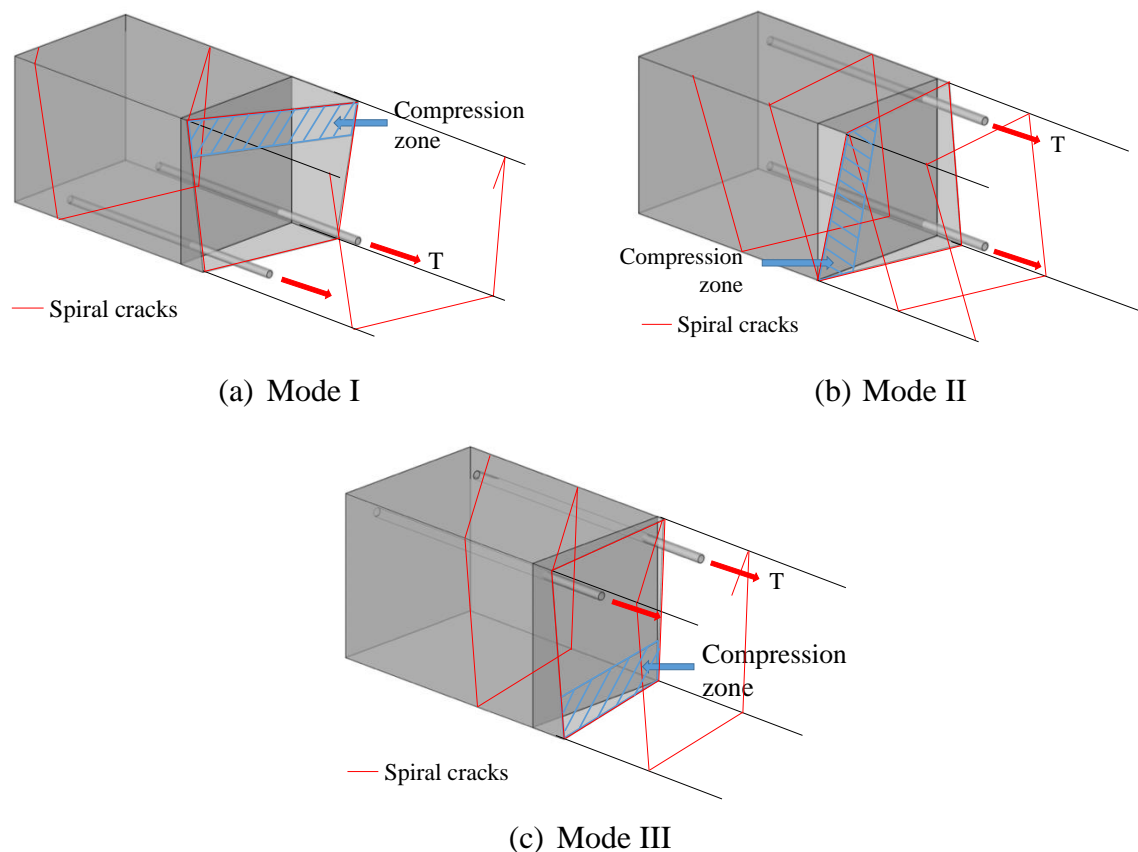 Compression
zone
T
Spiral cracks
(a) Mode I
T
Compression
zone
Spiral cracks
(b) Mode II
T
Compression
zone
Spiral cracks
(c) Mode III